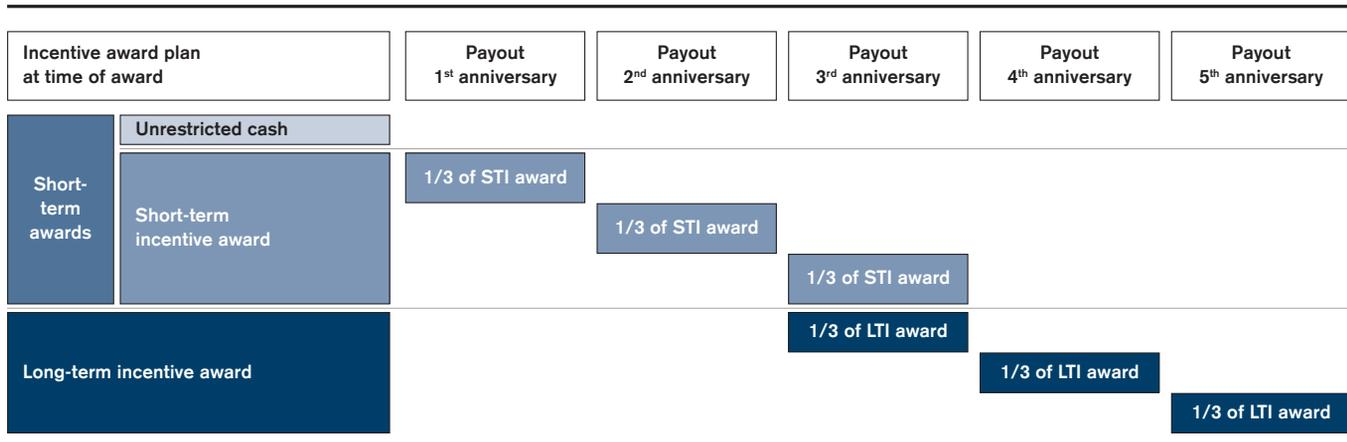 Incentive award plan
at time of award
Payout
1st anniversary
Payout
2nd anniversary
Payout
3rd anniversary
Payout
4th anniversary
Payout
5th anniversary
Short-
term
awards
Unrestricted cash
Short-term
incentive award
1/3 of STI award
1/3 of STI award
1/3 of STI award
Long-term incentive award
1/3 of LTI award
1/3 of LTI award
1/3 of LTI award